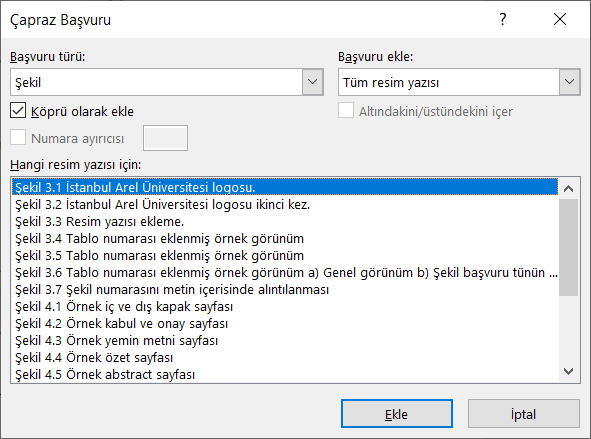 Çapraz Başvuru
Başvuru türü:
Başvuru ekle:
Şekil
Tüm resim yazısı
Köprü olarak ekle
Altındakini/üstündekini içer
Numara ayırıcısı
Hangi resim yazısı için:
Şekil 3.1 İstanbul Arel Üniversitesi logosu.
Şekil 3.2 İstanbul Arel Üniversitesi logosu ikinci kez.
Şekil 3.3 Resim yazısı ekleme.
Şekil 3.4 Tablo numarası eklenmiş örnek görünüm
Şekil 3.5 Tablo numarası eklenmiş örnek görünüm
Şekil 3.6 Tablo numarası eklenmiş örnek görünüm a) Genel görünüm b) Şekil başvuru tünün ...
Şekil 3.7 Şekil numarasını metin içerisinde alıntılanması
Şekil 4.1 Örnek iç ve dış kapak sayfası
Şekil 4.2 Örnek kabul ve onay sayfası
Şekil 4.3 Örnek yemin metni sayfası
Şekil 4.4 Örnek özet sayfası
Şekil 4.5 Örnek abstract sayfası
Ekle
İptal